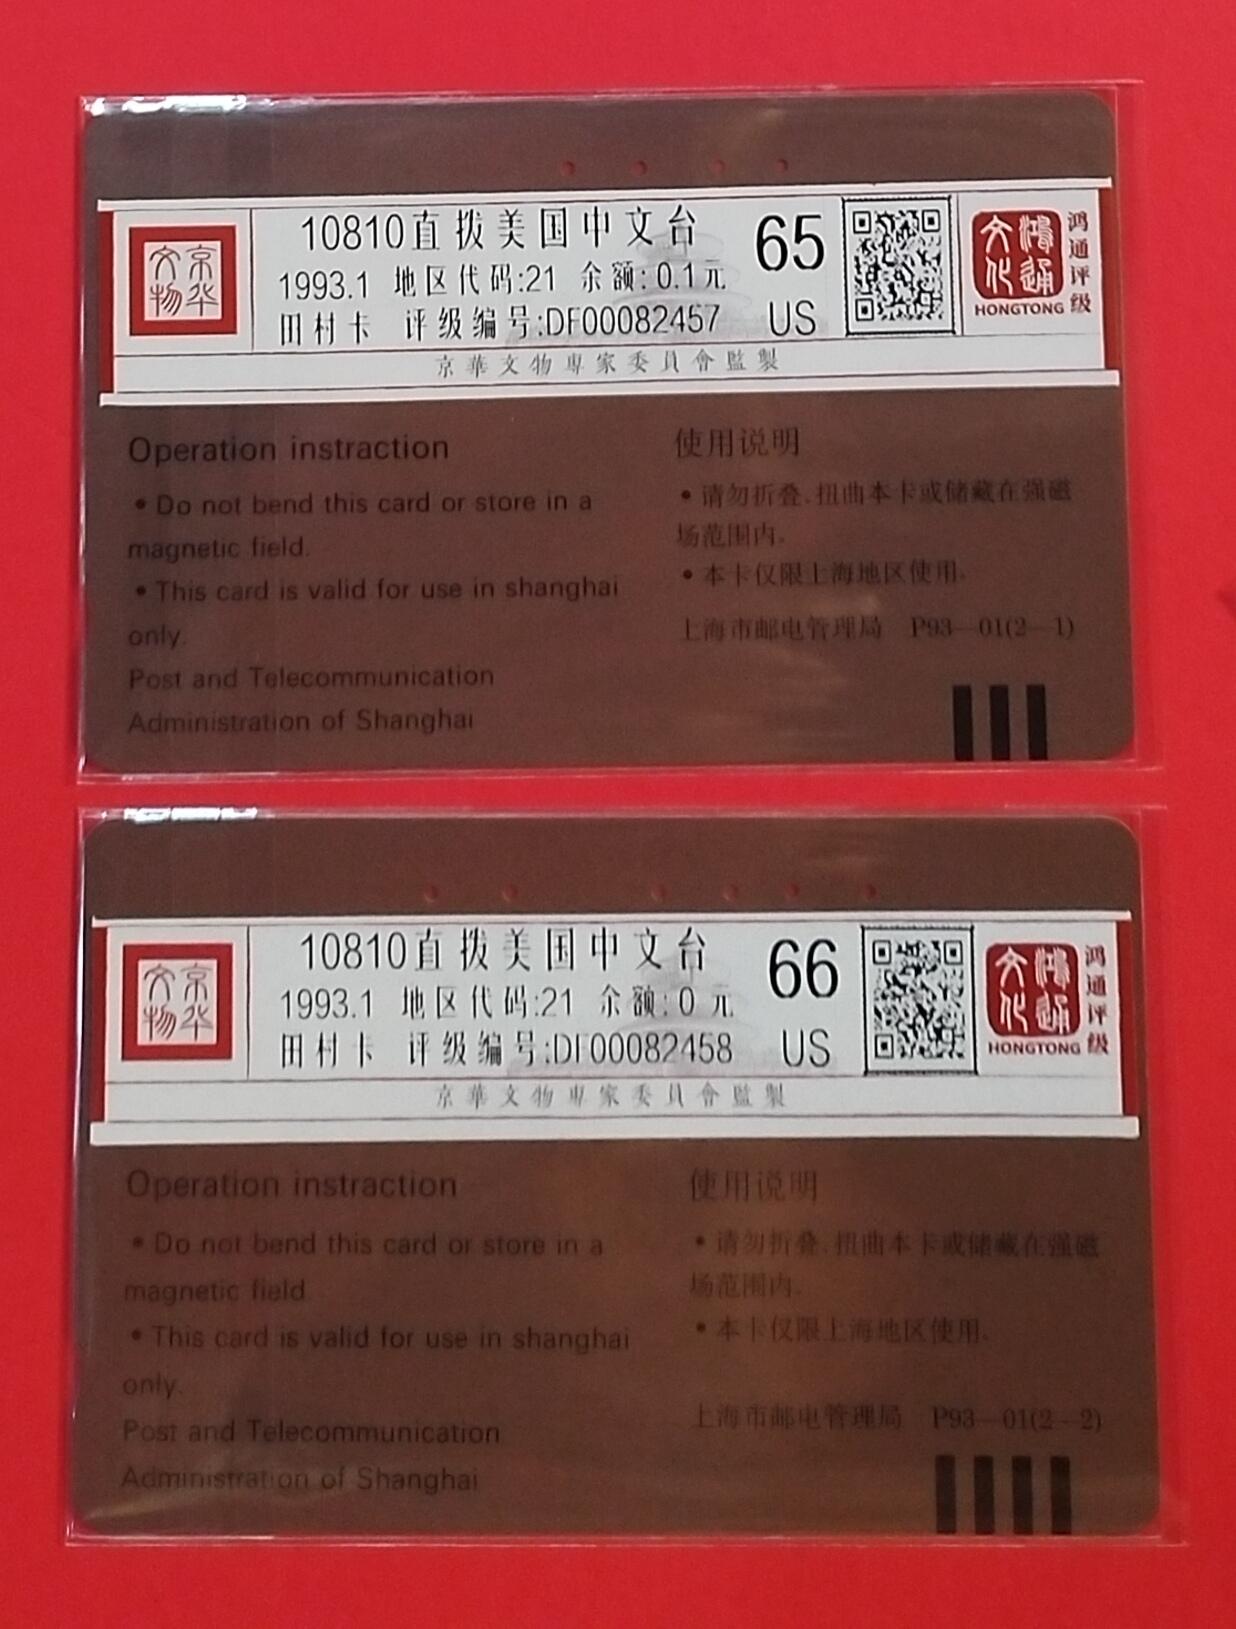 京华文物
10810直拨美国中文台
1993.1 地区代码:21 余额: 0.1元
田村卡 评级编号:DF00082457
65
US
鸿通文化
HONGTONG
鸿通评级
京華文物專家委員會監製
Operation instraction
• Do not bend this card or store in a
magnetic field.
• This card is valid for use in shanghai
only.
Post and Telecommunication
Administration of Shanghai
使用说明
• 请勿折叠、扭曲本卡或储藏在强磁
场范围内。
• 本卡仅限上海地区使用。
上海市邮电管理局 P93—01(2—1)
京华文物
10810直拨美国中文台
1993.1 地区代码:21 余额: 0 元
田村卡 评级编号:DF00082458
66
US
鸿通文化
HONGTONG
鸿通评级
京華文物專家委員會監製
Operation instraction
• Do not bend this card or store in a
magnetic field
• This card is valid for use in shanghai
only.
Post and Telecommunication
Administration of Shanghai
使用说明
• 请勿折叠、扭曲本卡或储藏在强磁
场范围内。
• 本卡仅限上海地区使用。
上海市邮电管理局 P93—01(2—2)